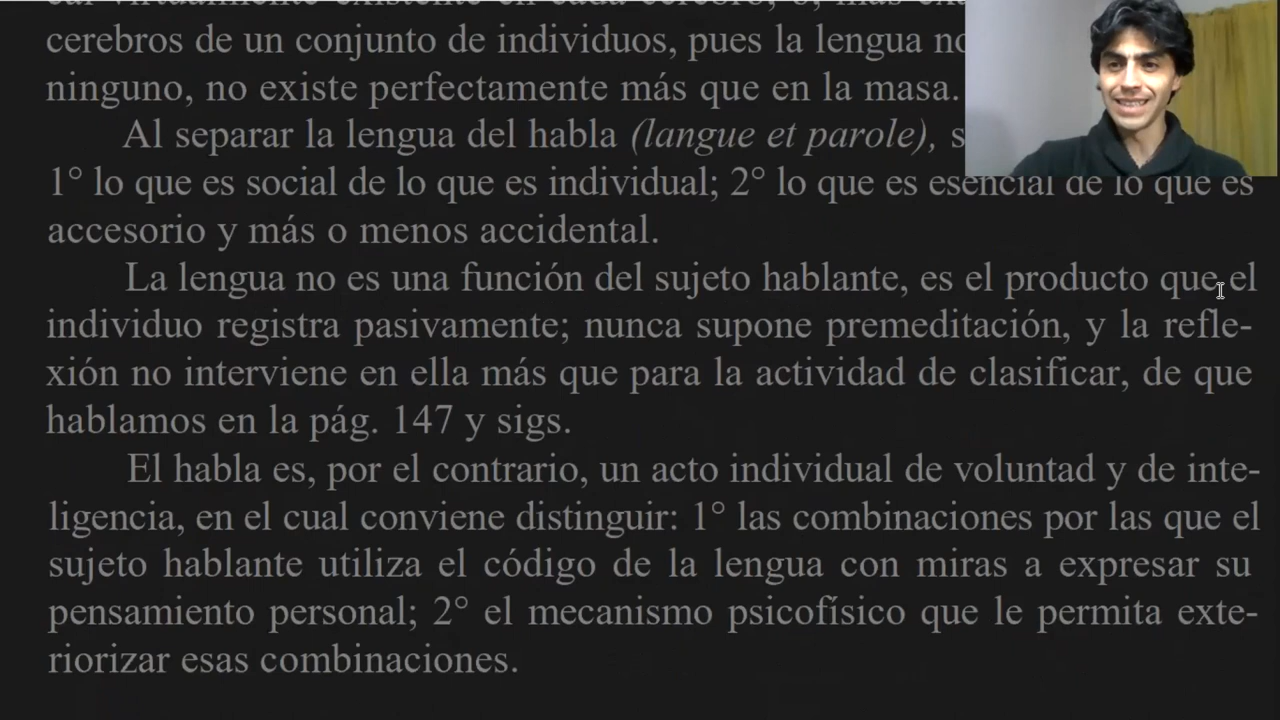 cerebros de un conjunto de individuos, pues la lengua no
ninguno, no existe perfectamente más que en la masa.
Al separar la lengua del habla (langue et parole), s
1° lo que es social de lo que es individual; 2° lo que es esencial de lo que es
accesorio y más o menos accidental.
La lengua no es una función del sujeto hablante, es el producto que el
individuo registra pasivamente; nunca supone premeditación, y la refle-
xión no interviene en ella más que para la actividad de clasificar, de que
hablamos en la pág. 147 y sigs.
El habla es, por el contrario, un acto individual de voluntad y de inte-
ligencia, en el cual conviene distinguir: 1° las combinaciones por las que el
sujeto hablante utiliza el código de la lengua con miras a expresar su
pensamiento personal; 2° el mecanismo psicofísico que le permita exte-
riorizar esas combinaciones.